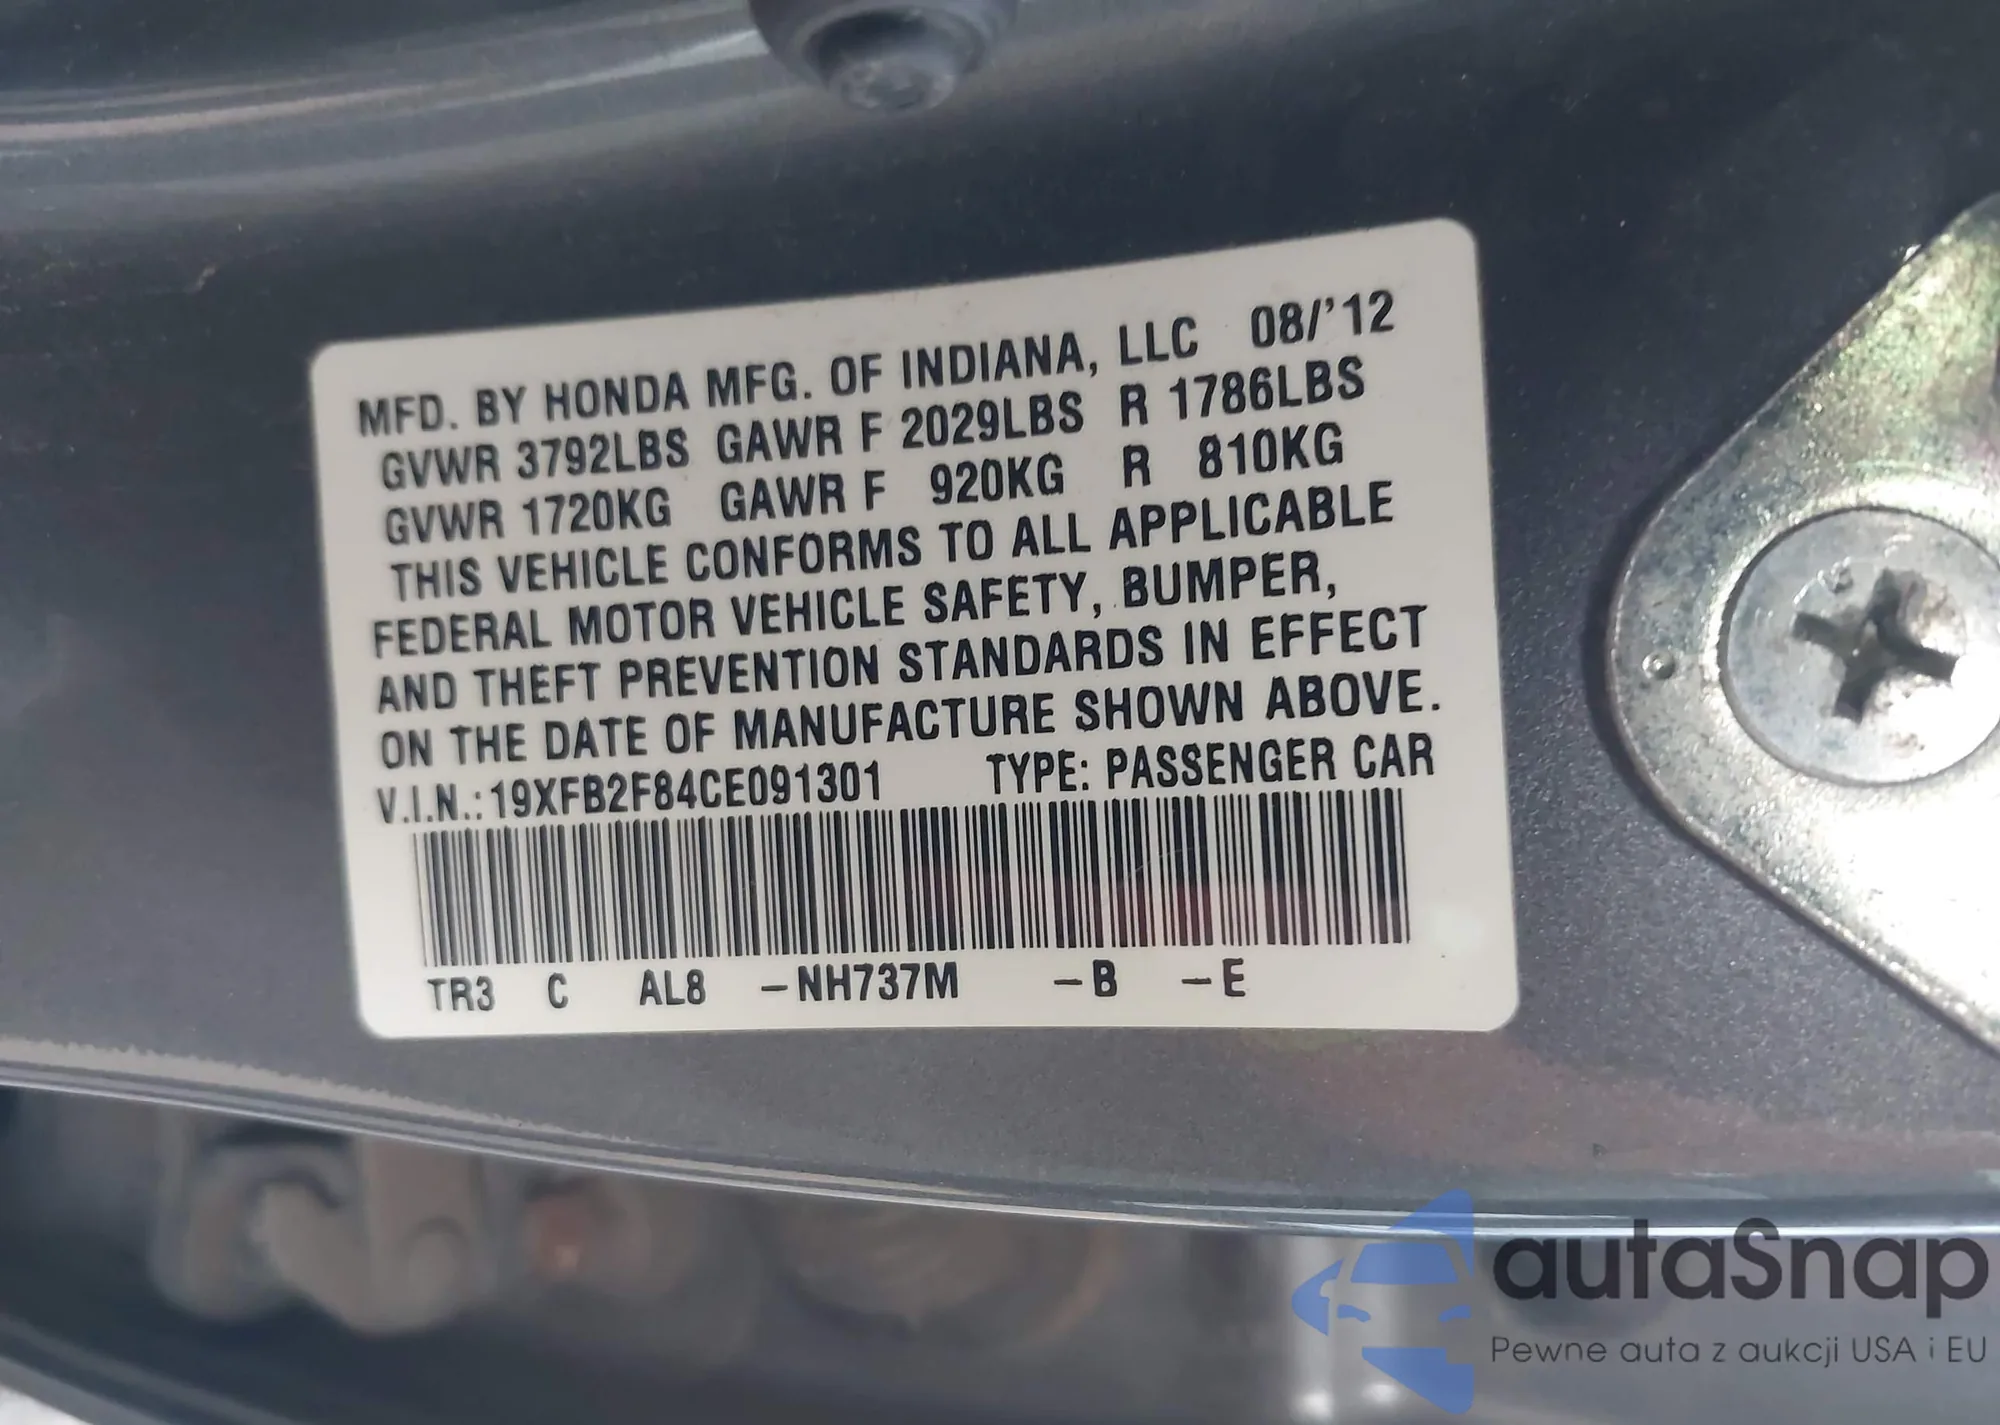 MFD. BY HONDA MFG. OF INDIANA, LLC 08/'12
GVWR 3792LBS GAWR F 2029LBS R 1786LBS
GVWR 1720KG GAWR F 920KG R 810KG
THIS VEHICLE CONFORMS TO ALL APPLICABLE
FEDERAL MOTOR VEHICLE SAFETY, BUMPER,
AND THEFT PREVENTION STANDARDS IN EFFECT
ON THE DATE OF MANUFACTURE SHOWN ABOVE.
V.I.N.:19XFB2F84CE091301 TYPE: PASSENGER CAR
TR3 C AL8 –NH737M –B –E
autaSnap
Pewne auta z aukcji USA i EU